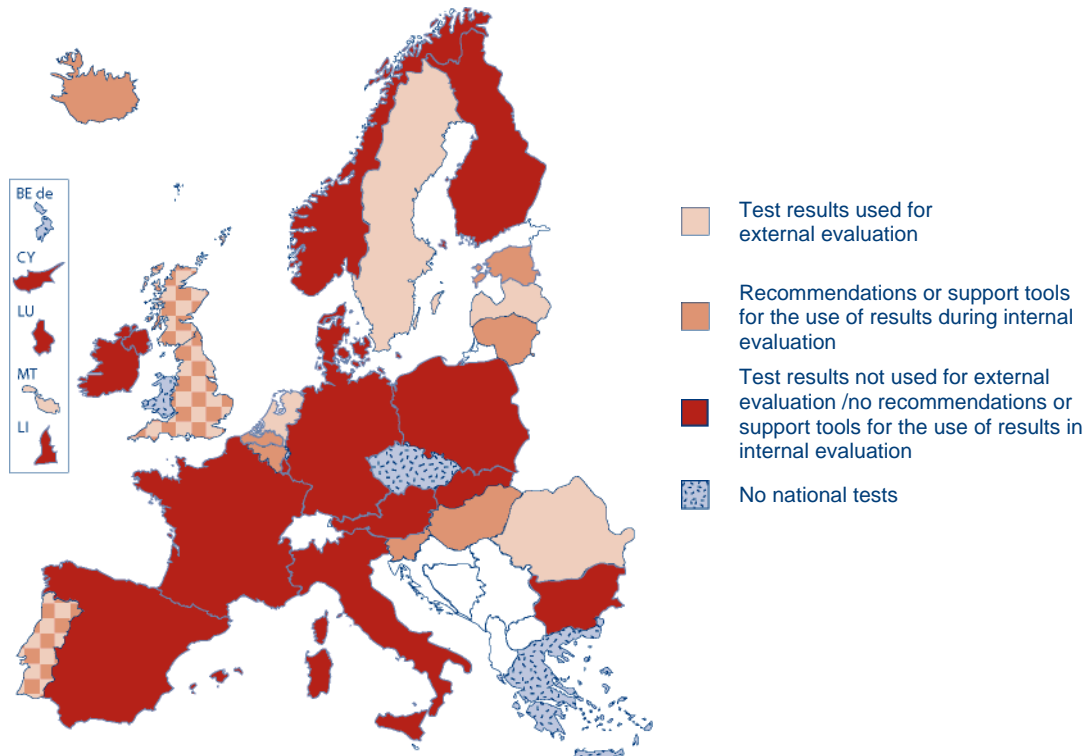 BE de
CY
LU
MT
LI
Test results used for
external evaluation
Recommendations or support tools
for the use of results during internal
evaluation
Test results not used for external
evaluation /no recommendations or
support tools for the use of results in
internal evaluation
No national tests